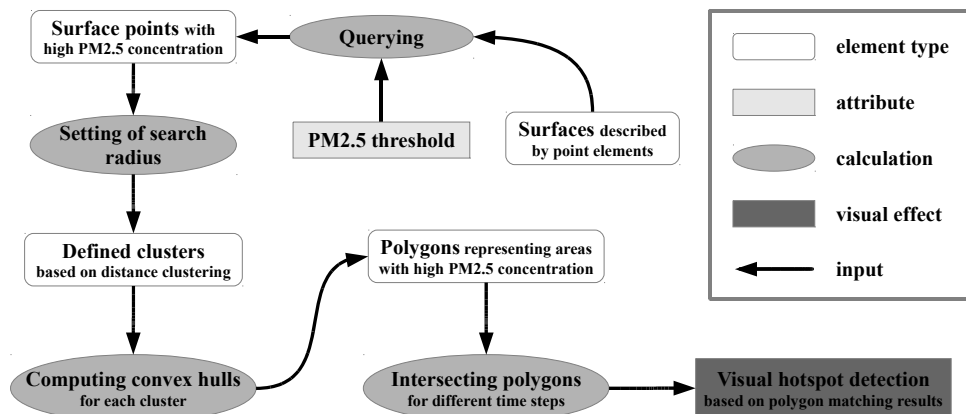 Surface points with
high PM2.5 concentration
Querying
PM2.5 threshold
Surfaces described
by point elements
Setting of search
radius
Defined clusters
based on distance clustering
Polygons representing areas
with high PM2.5 concentration
Computing convex hulls
for each cluster
Intersecting polygons
for different time steps
Visual hotspot detection
based on polygon matching results
element type
attribute
calculation
visual effect
input